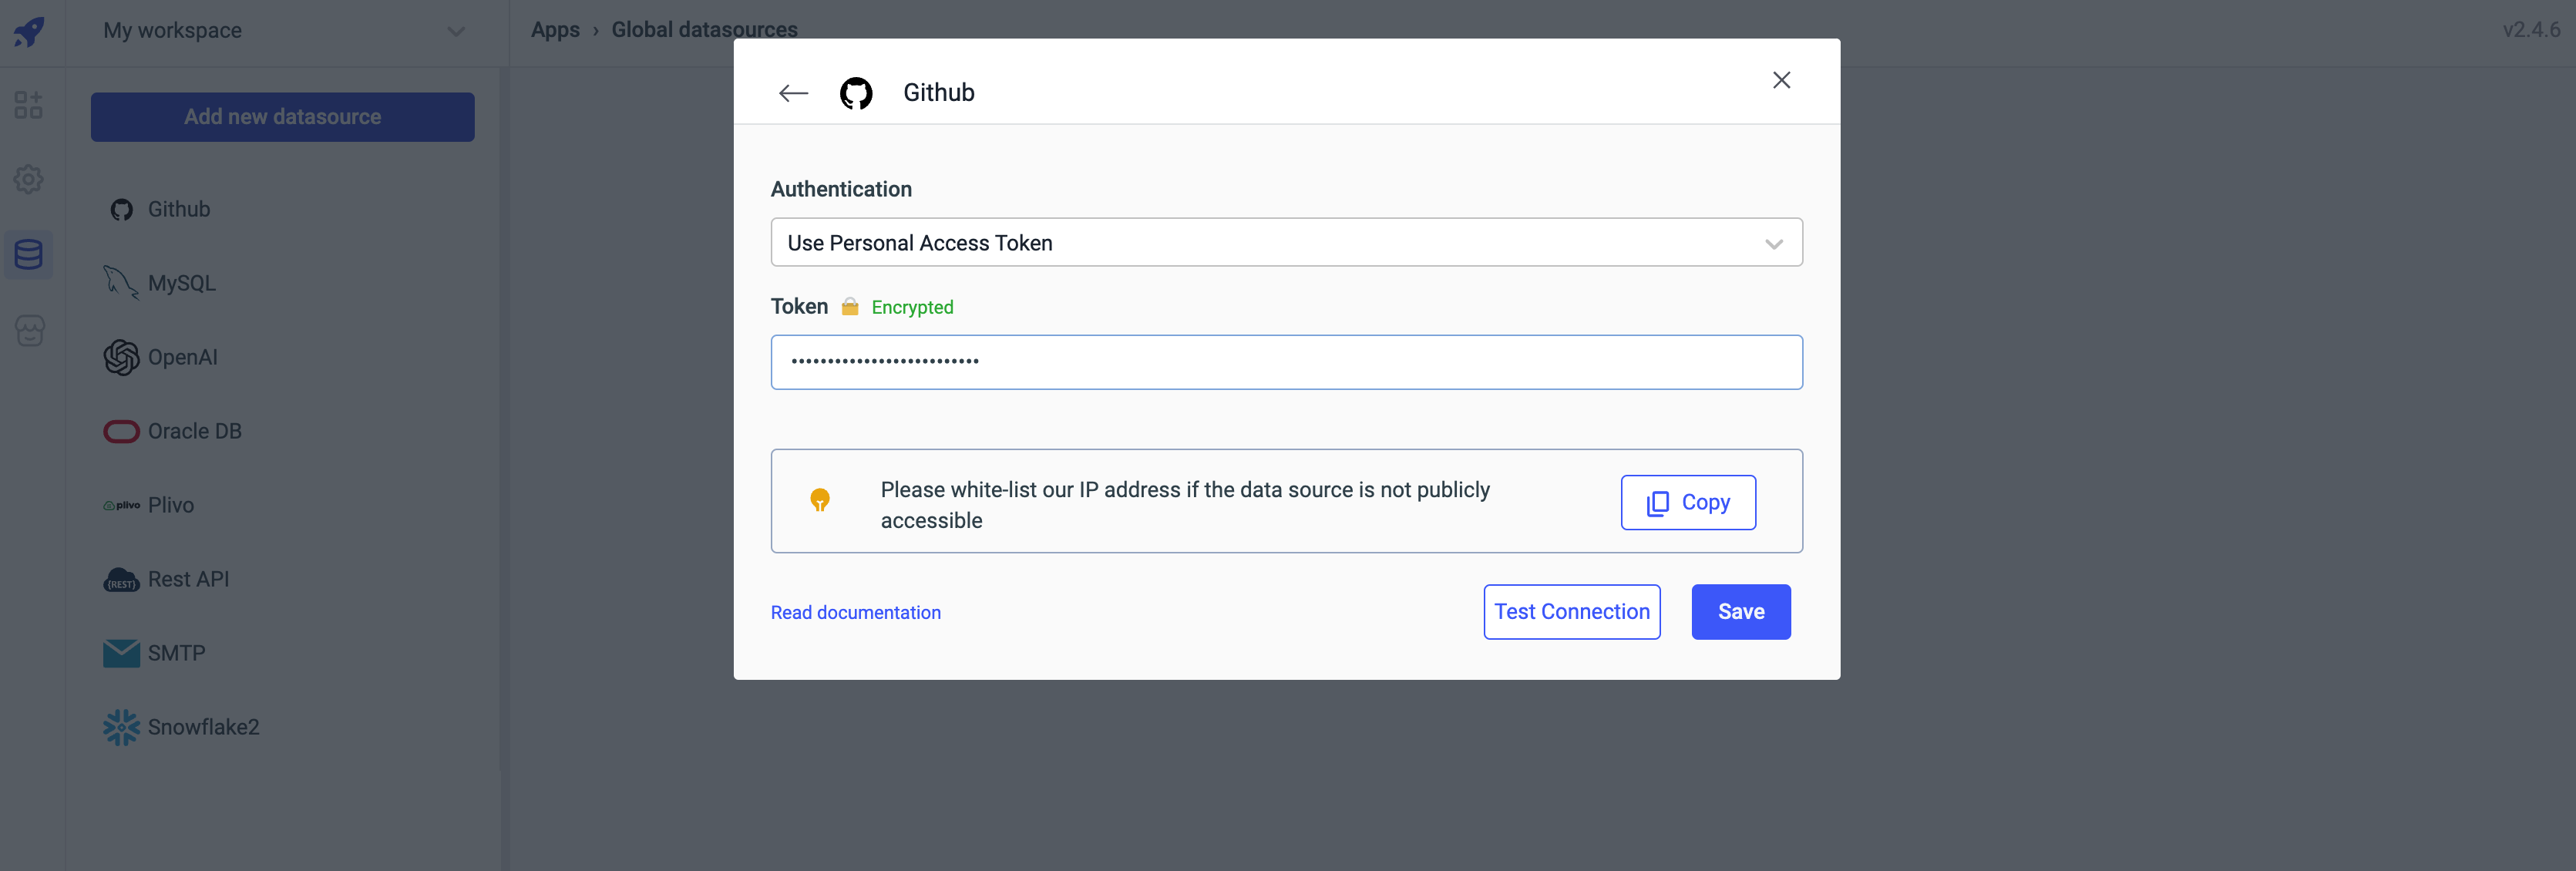 My workspace
Apps › Global datasources
v2.4.6
Add new datasource
Github
MySQL
OpenAI
Oracle DB
plivo Plivo
{REST} Rest API
SMTP
Snowflake2
Github
Authentication
Use Personal Access Token
Token Encrypted
••••••••••••••••••••••••••
Please white-list our IP address if the data source is not publicly
accessible
Copy
Read documentation
Test Connection
Save